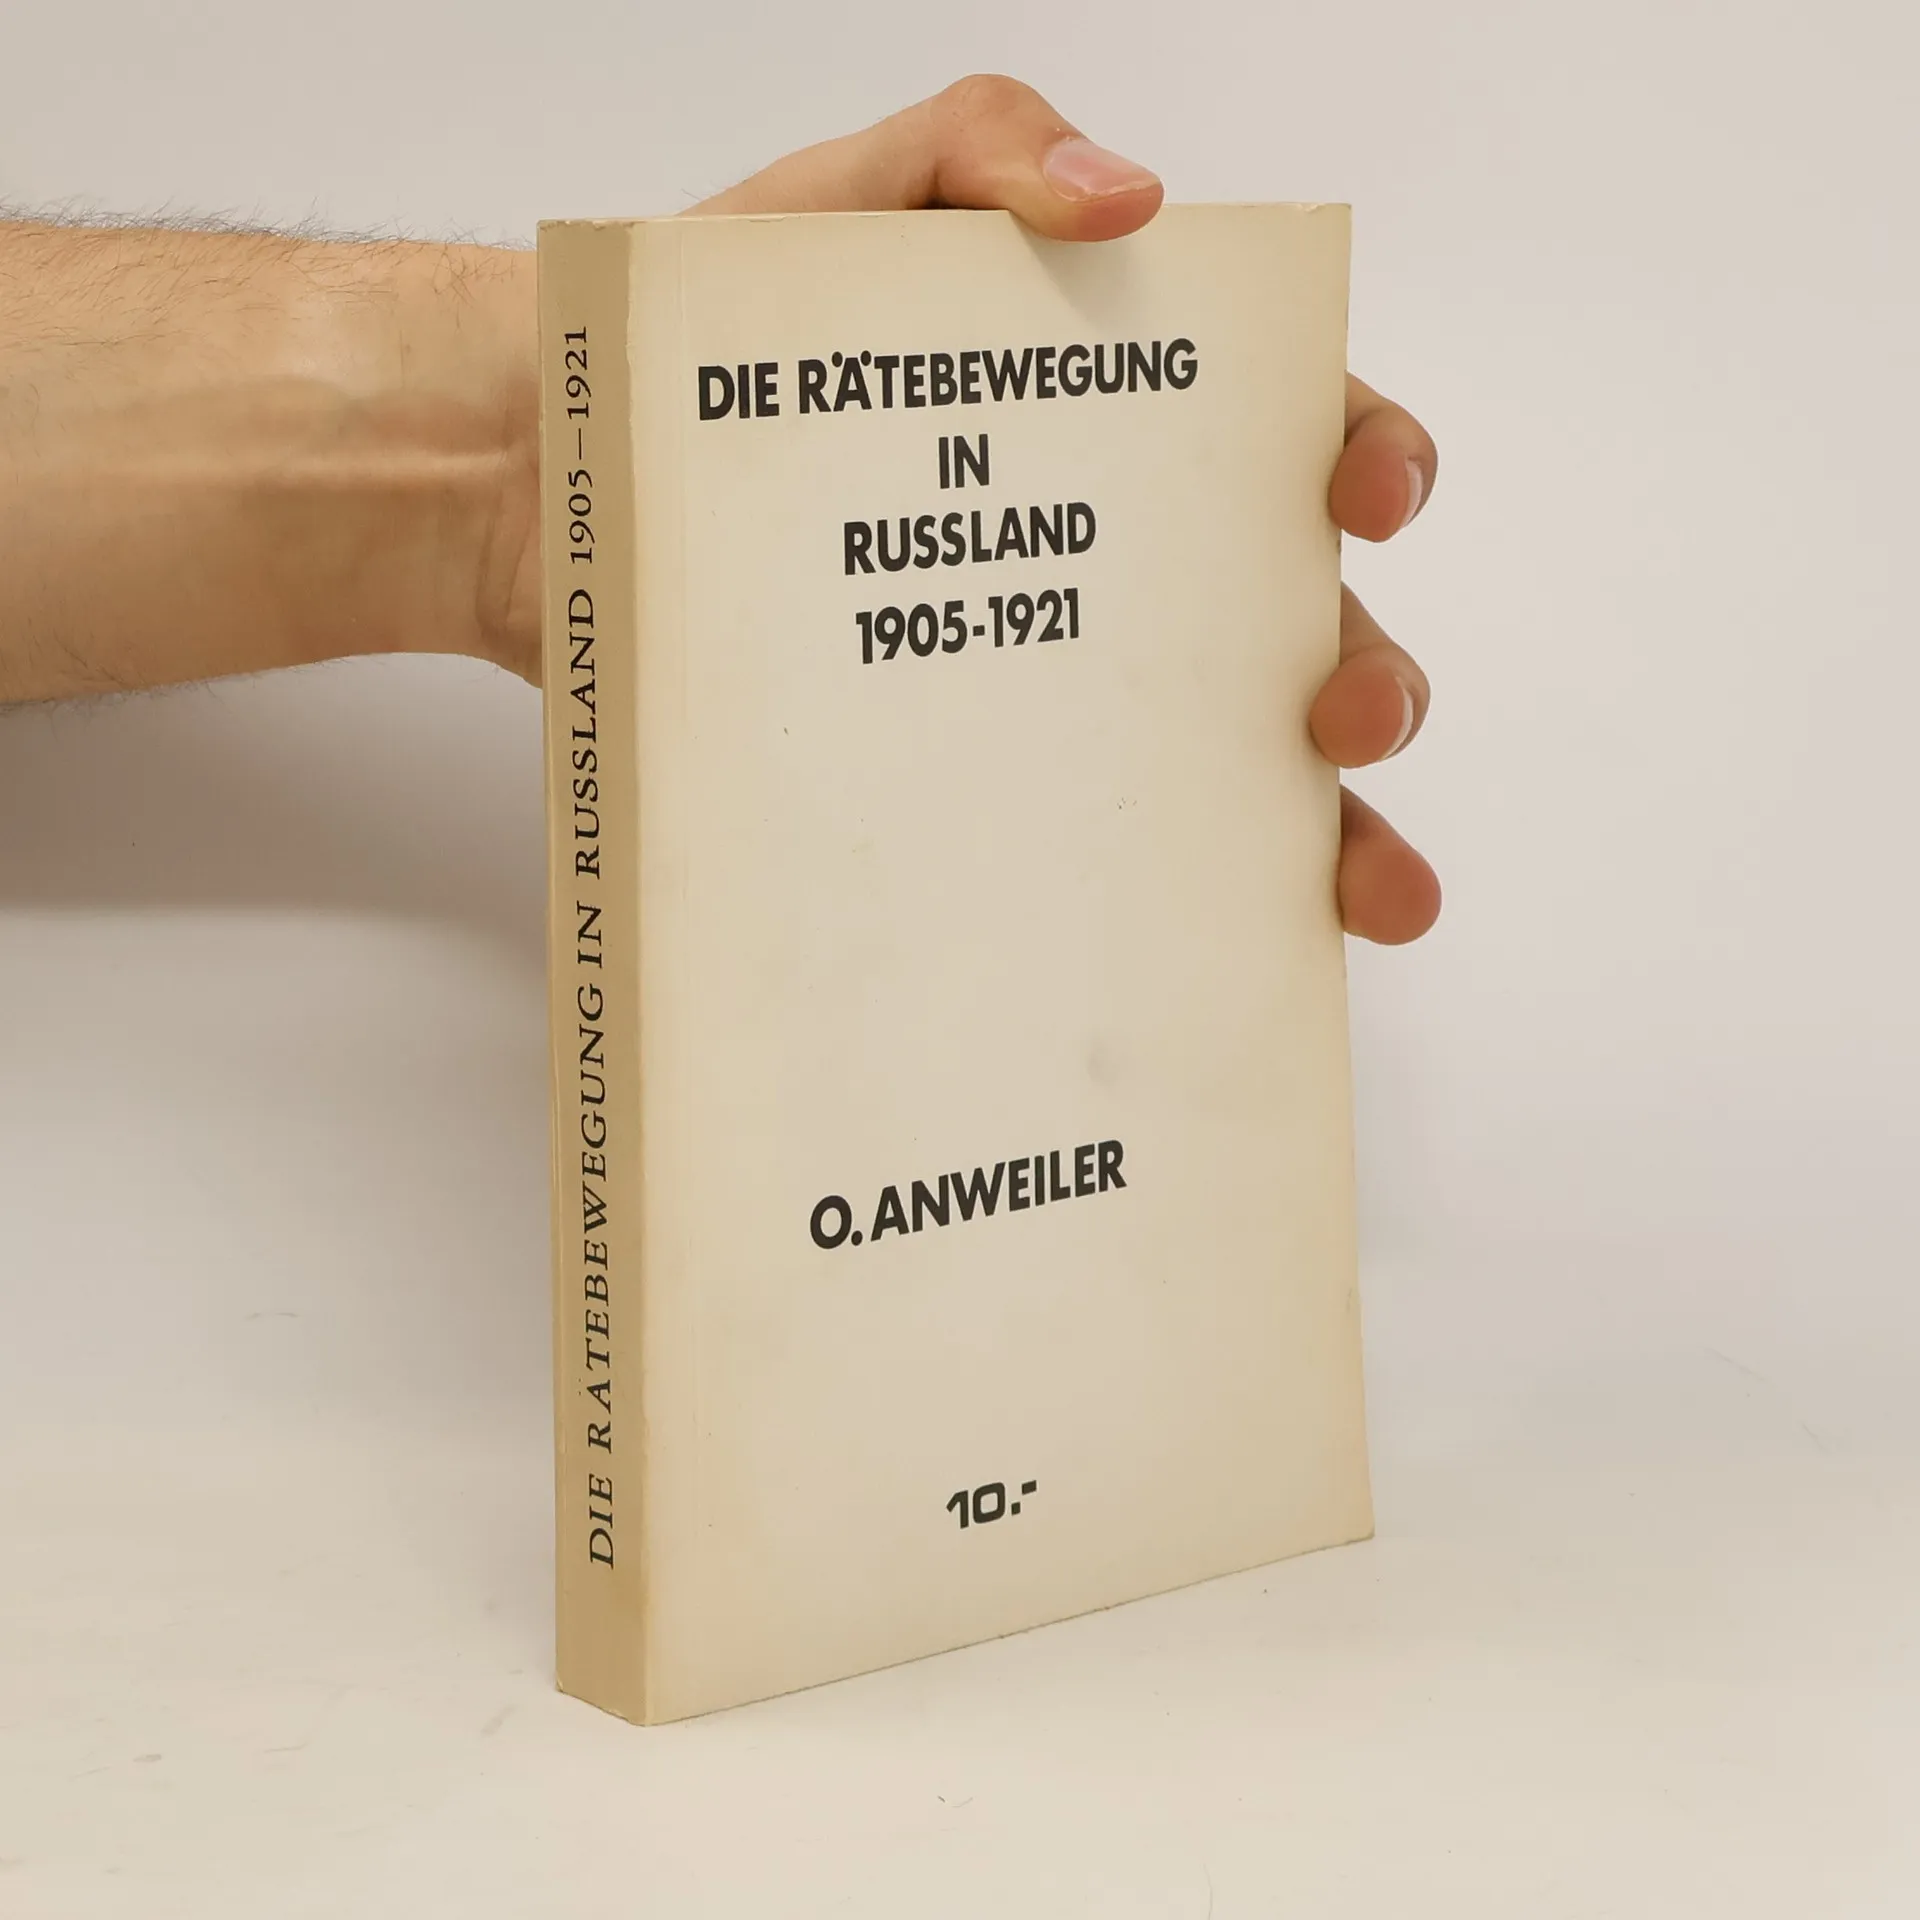 DIE RÄTEBEWEGUNG IN RUSSLAND 1905–1921
DIE RÄTEBEWEGUNG
IN
RUSSLAND
1905-1921
O. ANWEILER
10.-